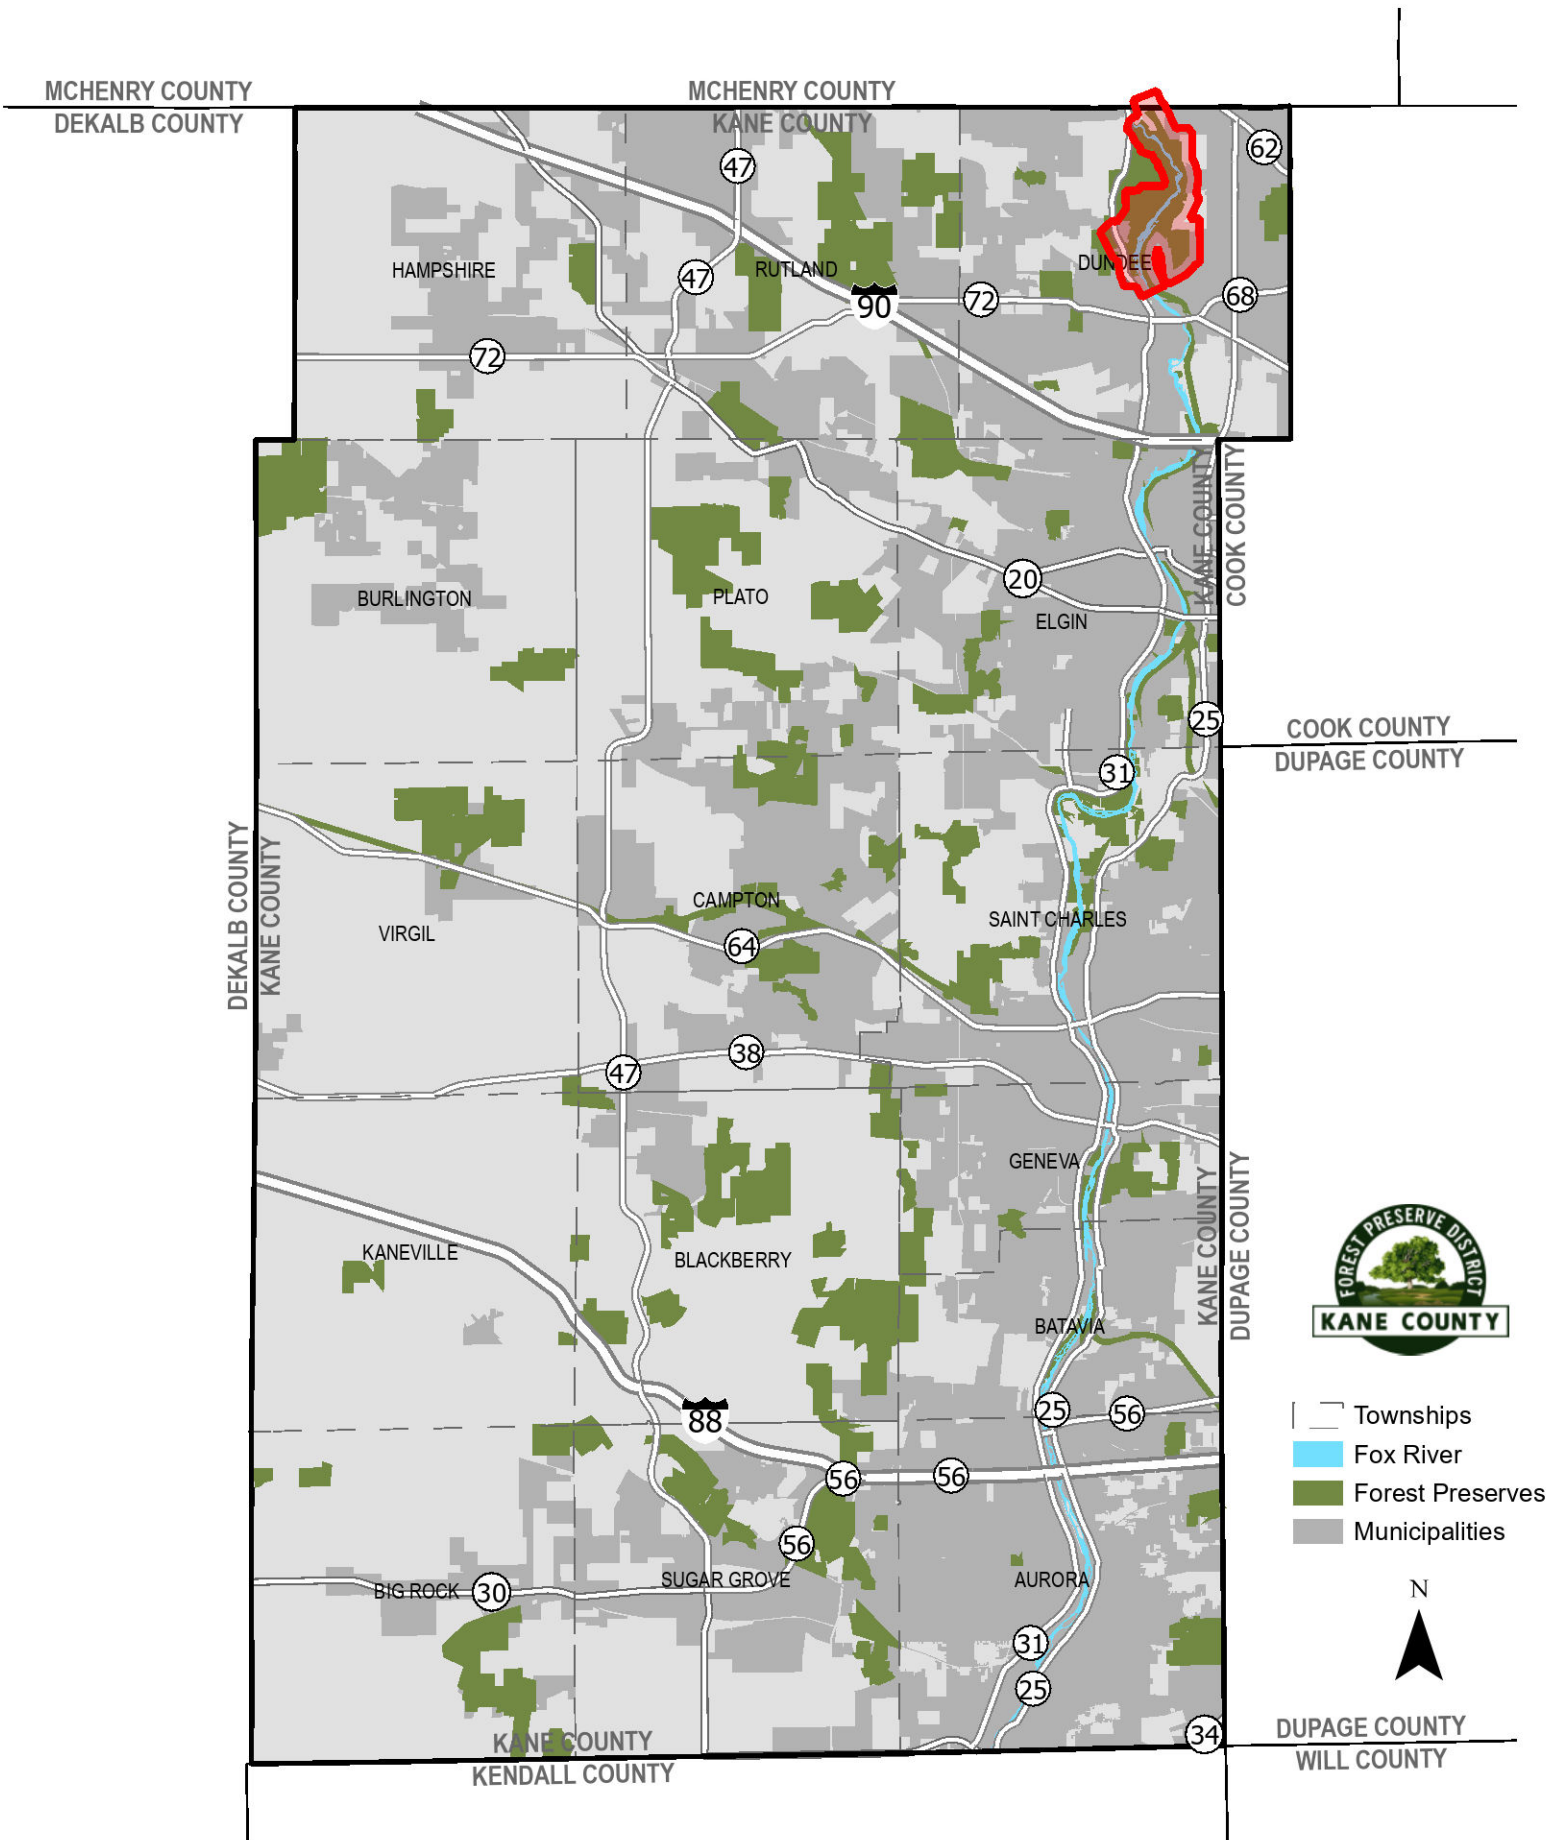 MCHENRY COUNTY
DEKALB COUNTY
MCHENRY COUNTY
KANE COUNTY
62
47
HAMPSHIRE
47
RUTLAND
DUNDEE
90
72
68
72
KANE COUNTY
COOK COUNTY
BURLINGTON
PLATO
20
ELGIN
25
COOK COUNTY
DUPAGE COUNTY
31
DEKALB COUNTY
KANE COUNTY
CAMPTON
VIRGIL
64
SAINT CHARLES
47
38
GENEVA
KANE COUNTY
DUPAGE COUNTY
KANEVILLE
BLACKBERRY
BATAVIA
FOREST PRESERVE DISTRICT
KANE COUNTY
88
25
56
Townships
Fox River
Forest Preserves
Municipalities
56
56
56
BIG ROCK
30
SUGAR GROVE
AURORA
N
31
25
34
KANE COUNTY
KENDALL COUNTY
DUPAGE COUNTY
WILL COUNTY